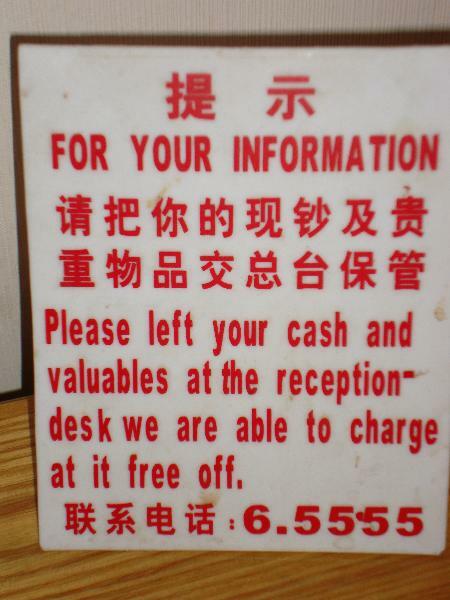 提 示
FOR YOUR INFORMATION
请把你的现钞及贵
重物品交总台保管
Please left your cash and
valuables at the reception-
desk we are able to charge
at it free off.
联系电话：6.5555